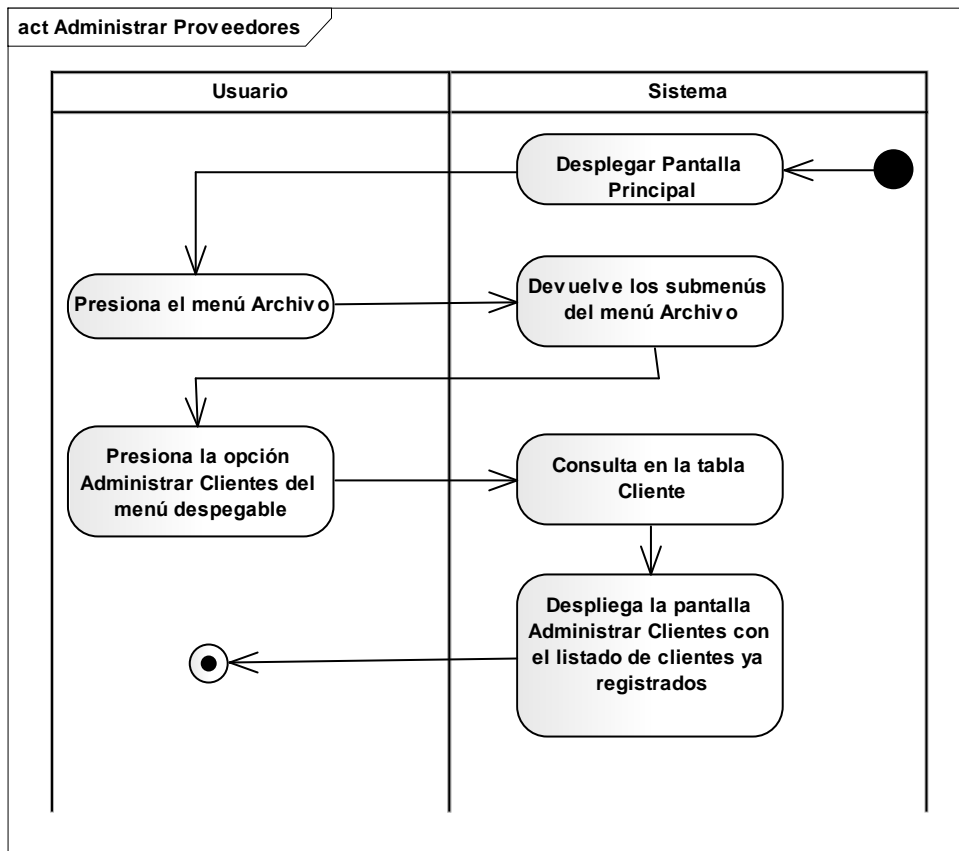 act Administrar Proveedores
Usuario
Sistema
Desplegar Pantalla
Principal
Presiona el menú Archivo
Devuelve los submenús
del menú Archivo
Presiona la opción
Administrar Clientes del
menú despegable
Consulta en la tabla
Cliente
Despliega la pantalla
Administrar Clientes con
el listado de clientes ya
registrados